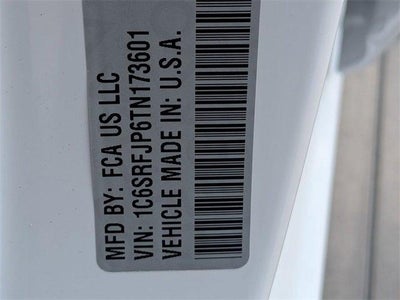 MFD BY: FCA US LLC
VIN: 1C6SRFJP6TN173601
VEHICLE MADE IN: U.S.A.